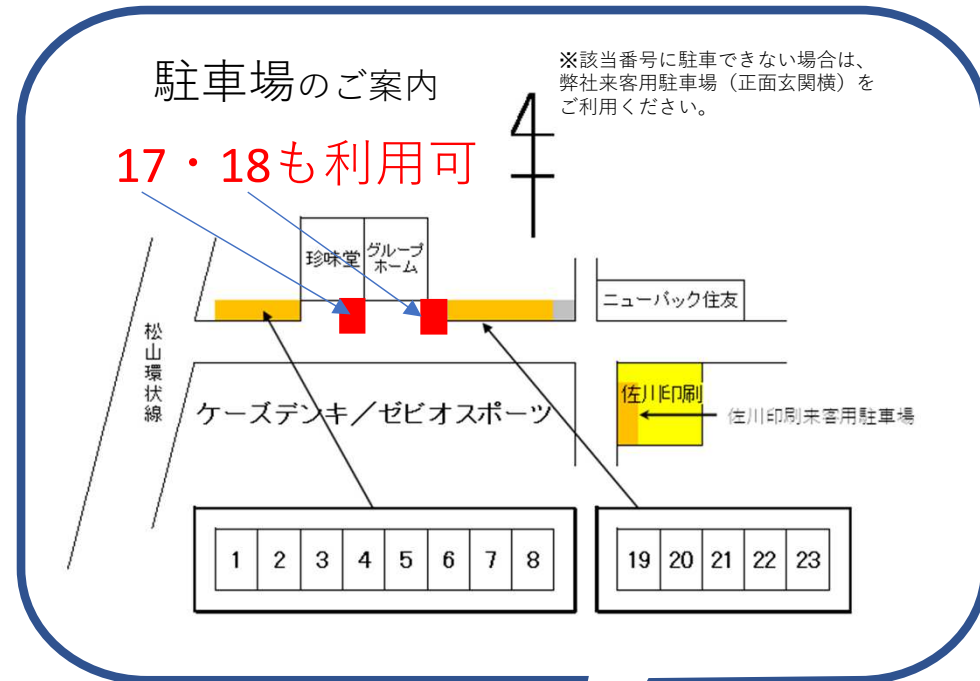 駐車場のご案内
※該当番号に駐車できない場合は、
弊社来客用駐車場（正面玄関横）を
ご利用ください。
17・18も利用可
珍味堂
グループ
ホーム
ニューバック住友
松山環状線
ケーズデンキ／ゼビオスポーツ
佐川印刷
佐川印刷来客用駐車場
1 2 3 4 5 6 7 8
19 20 21 22 23